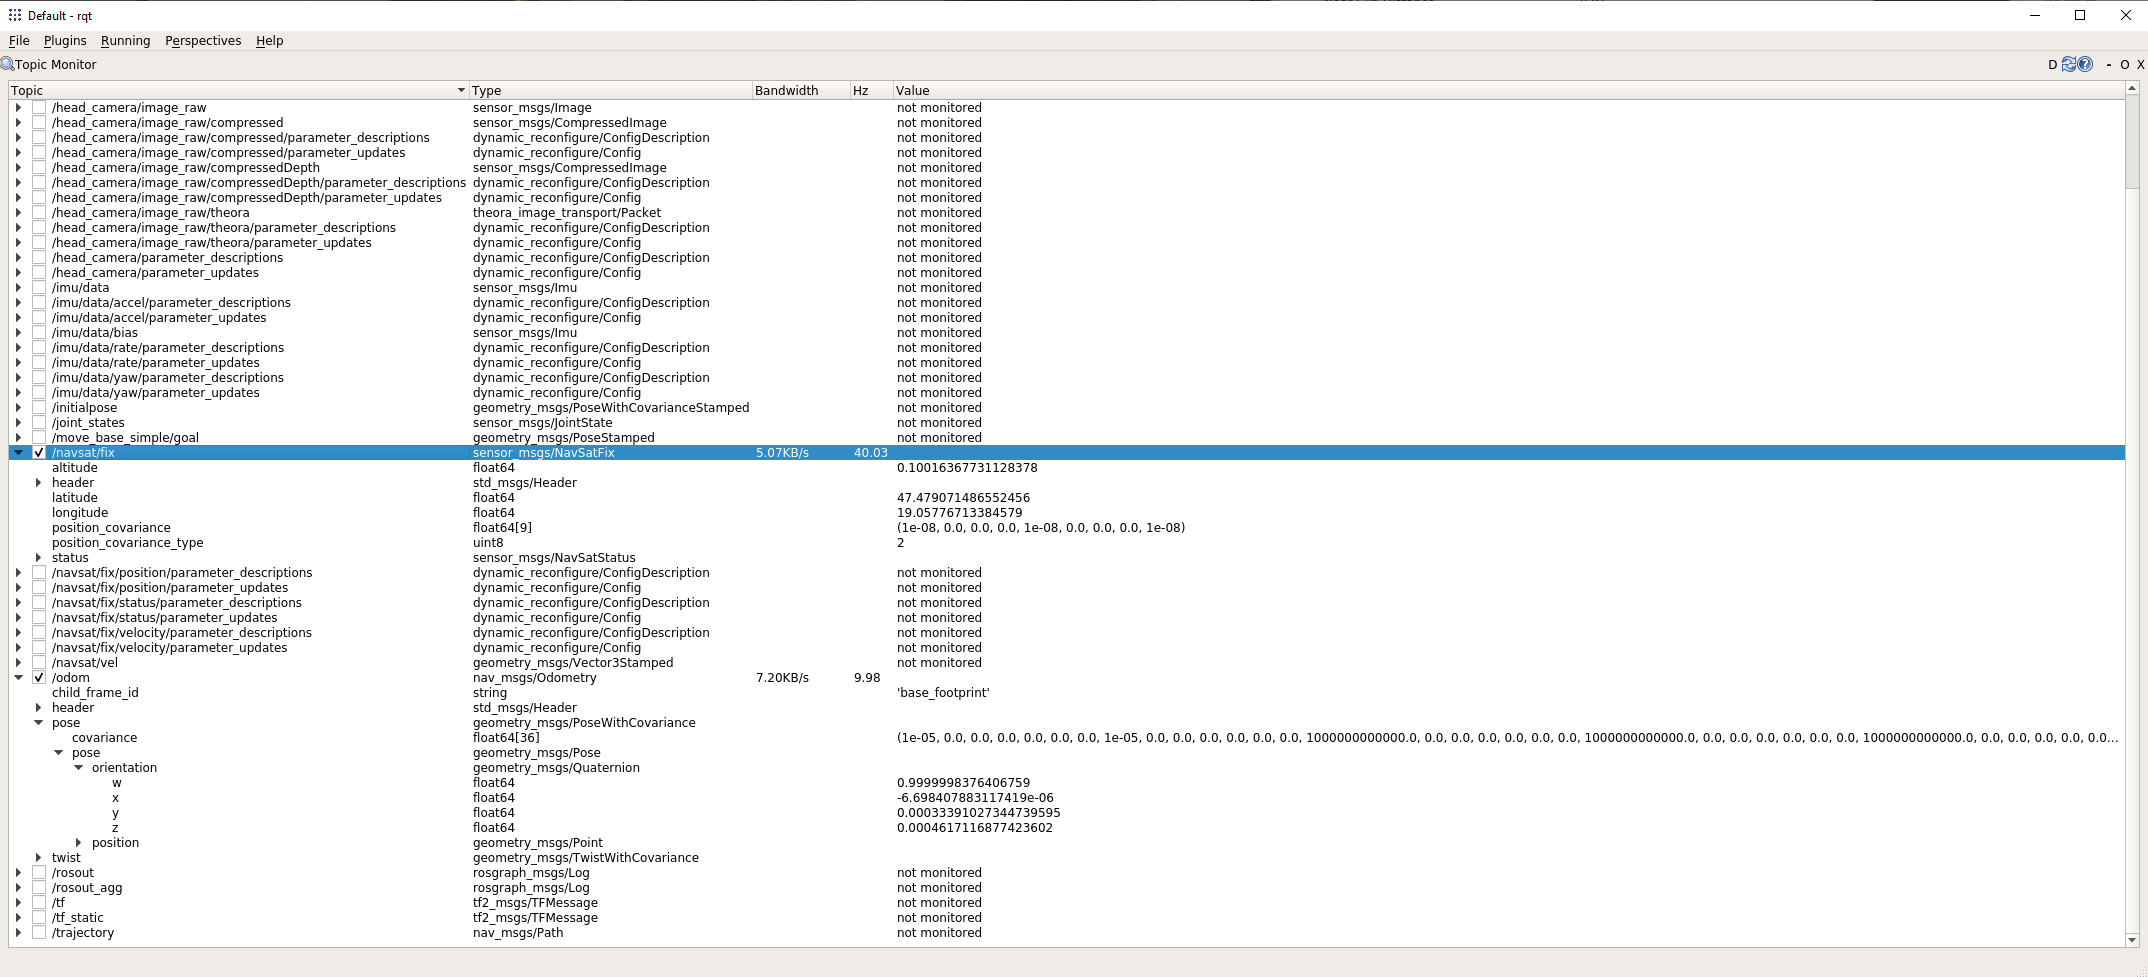 Default - rqt
File Plugins Running Perspectives Help
Topic Monitor D - O X
Topic Type Bandwidth Hz Value
/head_camera/image_raw sensor_msgs/Image not monitored
/head_camera/image_raw/compressed sensor_msgs/CompressedImage not monitored
/head_camera/image_raw/compressed/parameter_descriptions dynamic_reconfigure/ConfigDescription not monitored
/head_camera/image_raw/compressed/parameter_updates dynamic_reconfigure/Config not monitored
/head_camera/image_raw/compressedDepth sensor_msgs/CompressedImage not monitored
/head_camera/image_raw/compressedDepth/parameter_descriptions dynamic_reconfigure/ConfigDescription not monitored
/head_camera/image_raw/compressedDepth/parameter_updates dynamic_reconfigure/Config not monitored
/head_camera/image_raw/theora theora_image_transport/Packet not monitored
/head_camera/image_raw/theora/parameter_descriptions dynamic_reconfigure/ConfigDescription not monitored
/head_camera/image_raw/theora/parameter_updates dynamic_reconfigure/Config not monitored
/head_camera/parameter_descriptions dynamic_reconfigure/ConfigDescription not monitored
/head_camera/parameter_updates dynamic_reconfigure/Config not monitored
/imu/data sensor_msgs/Imu not monitored
/imu/data/accel/parameter_descriptions dynamic_reconfigure/ConfigDescription not monitored
/imu/data/accel/parameter_updates dynamic_reconfigure/Config not monitored
/imu/data/bias sensor_msgs/Imu not monitored
/imu/data/rate/parameter_descriptions dynamic_reconfigure/ConfigDescription not monitored
/imu/data/rate/parameter_updates dynamic_reconfigure/Config not monitored
/imu/data/yaw/parameter_descriptions dynamic_reconfigure/ConfigDescription not monitored
/imu/data/yaw/parameter_updates dynamic_reconfigure/Config not monitored
/initialpose geometry_msgs/PoseWithCovarianceStamped not monitored
/joint_states sensor_msgs/JointState not monitored
/move_base_simple/goal geometry_msgs/PoseStamped not monitored
/navsat/fix sensor_msgs/NavSatFix 5.07KB/s 40.03
altitude float64 0.10016367731128378
header std_msgs/Header
latitude float64 47.479071486552456
longitude float64 19.05776713384579
position_covariance float64[9] (1e-08, 0.0, 0.0, 0.0, 1e-08, 0.0, 0.0, 0.0, 1e-08)
position_covariance_type uint8 2
status sensor_msgs/NavSatStatus
/navsat/fix/position/parameter_descriptions dynamic_reconfigure/ConfigDescription not monitored
/navsat/fix/position/parameter_updates dynamic_reconfigure/Config not monitored
/navsat/fix/status/parameter_descriptions dynamic_reconfigure/ConfigDescription not monitored
/navsat/fix/status/parameter_updates dynamic_reconfigure/Config not monitored
/navsat/fix/velocity/parameter_descriptions dynamic_reconfigure/ConfigDescription not monitored
/navsat/fix/velocity/parameter_updates dynamic_reconfigure/Config not monitored
/navsat/vel geometry_msgs/Vector3Stamped not monitored
/odom nav_msgs/Odometry 7.20KB/s 9.98
child_frame_id string 'base_footprint'
header std_msgs/Header
pose geometry_msgs/PoseWithCovariance
covariance float64[36] (1e-05, 0.0, 0.0, 0.0, 0.0, 0.0, 0.0, 1e-05, 0.0, 0.0, 0.0, 0.0, 0.0, 0.0, 1000000000000.0, 0.0, 0.0, 0.0, 0.0, 0.0, 0.0, 1000000000000.0, 0.0, 0.0, 0.0, 0.0, 0.0, 0.0, 1000000000000.0, 0.0, 0.0, 0.0, 0.0, 0.0...
pose geometry_msgs/Pose
orientation geometry_msgs/Quaternion
w float64 0.9999998376406759
x float64 -6.698407883117419e-06
y float64 0.00033391027344739595
z float64 0.0004617116877423602
position geometry_msgs/Point
twist geometry_msgs/TwistWithCovariance
/rosout rosgraph_msgs/Log not monitored
/rosout_agg rosgraph_msgs/Log not monitored
/tf tf2_msgs/TFMessage not monitored
/tf_static tf2_msgs/TFMessage not monitored
/trajectory nav_msgs/Path not monitored